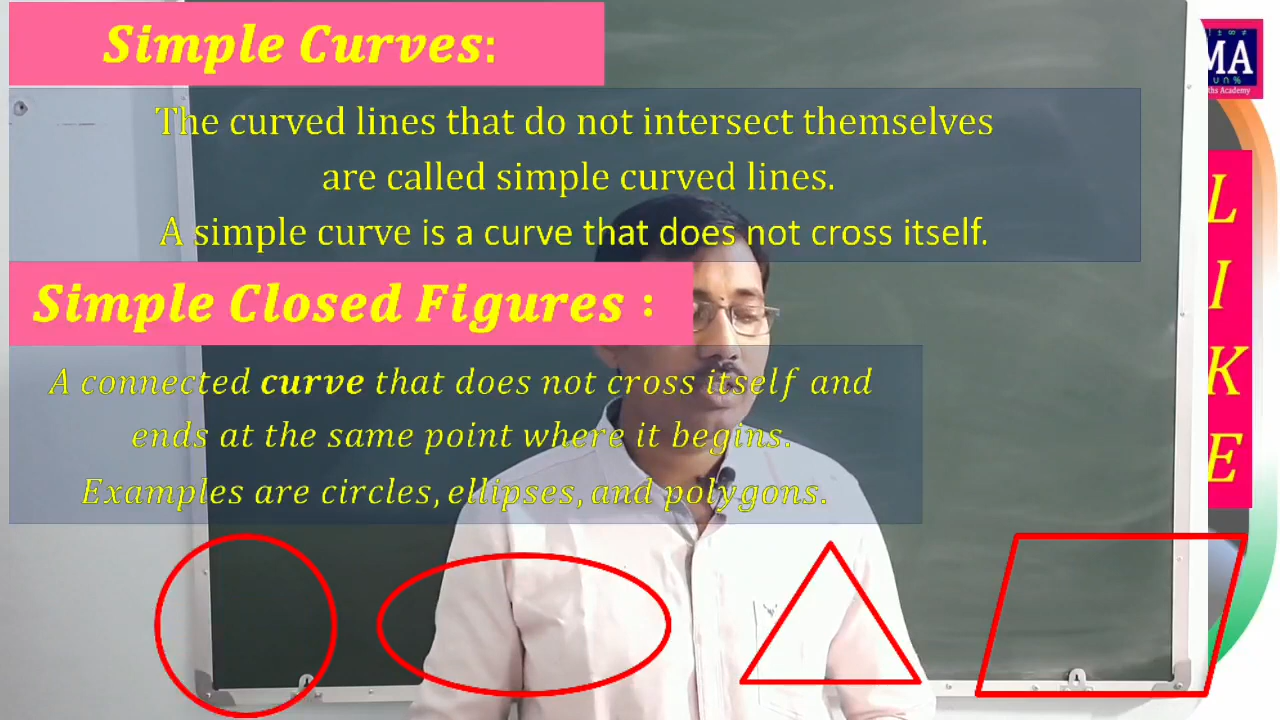 Simple Curves:
The curved lines that do not intersect themselves
are called simple curved lines.
A simple curve is a curve that does not cross itself.
Simple Closed Figures :
A connected curve that does not cross itself and
ends at the same point where it begins.
Examples are circles, ellipses, and polygons.
MA
ths Academy
L
I
K
E